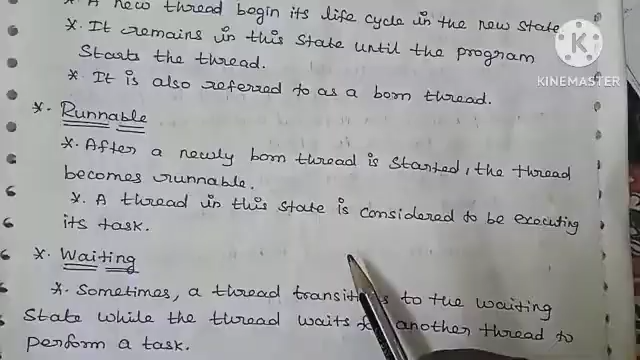 *. A new thread begin its life cycle in the new state
*. It remains in this state until the program
starts the thread.
*. It is also referred to as a born thread.
*. Runnable
*. After a newly born thread is started, the thread
becomes runnable.
*. A thread in this state is considered to be executing
its task.
*. Waiting
*. Sometimes, a thread transitions to the waiting
state while the thread waits another thread to
perform a task.
KINEMASTER